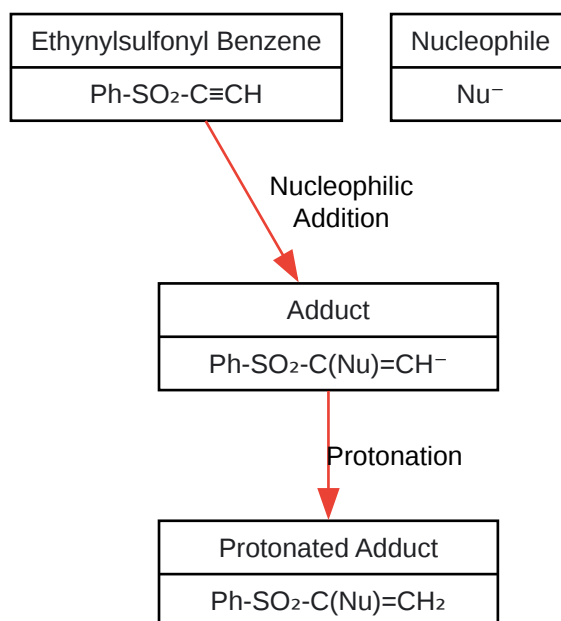 Ethynylsulfonyl Benzene
Ph-SO₂-C≡CH
Nucleophile
Nu⁻
Nucleophilic
Addition
Adduct
Ph-SO₂-C(Nu)=CH⁻
Protonation
Protonated Adduct
Ph-SO₂-C(Nu)=CH₂